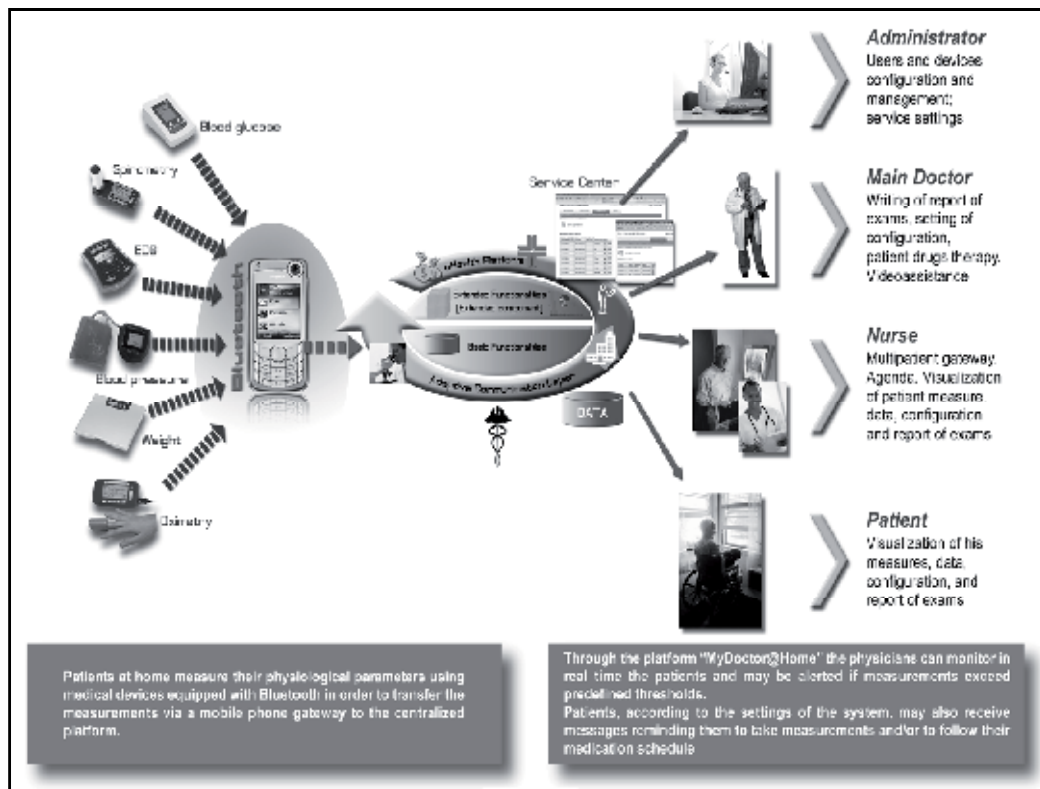 Blood glucose
Spirometry
Blood pressure
Weight
Oximetry
Bluetooth
Service Center
eHealth Platform
Extended Functionalities
Basic Functionalities
Adaptive Communication Layer
DATA
Administrator
Users and devices
configuration and
management;
service settings
Main Doctor
Writing of report of
exams, setting of
configuration,
patient drugs therapy.
Videoassistance
Nurse
Multipatient gateway.
Agenda. Visualization
of patient measure,
data, configuration
and report of exams
Patient
Visualization of his
measures, data,
configuration, and
report of exams
Patients at home measure their physiological parameters using
medical devices equipped with Bluetooth in order to transfer the
measurements via a mobile phone gateway to the centralized
platform.
Through the platform "MyDoctor@Home" the physicians can monitor in
real time the patients and may be alerted if measurements exceed
predefined thresholds.
Patients, according to the settings of the system, may also receive
messages reminding them to take measurements and/or to follow their
medication schedule